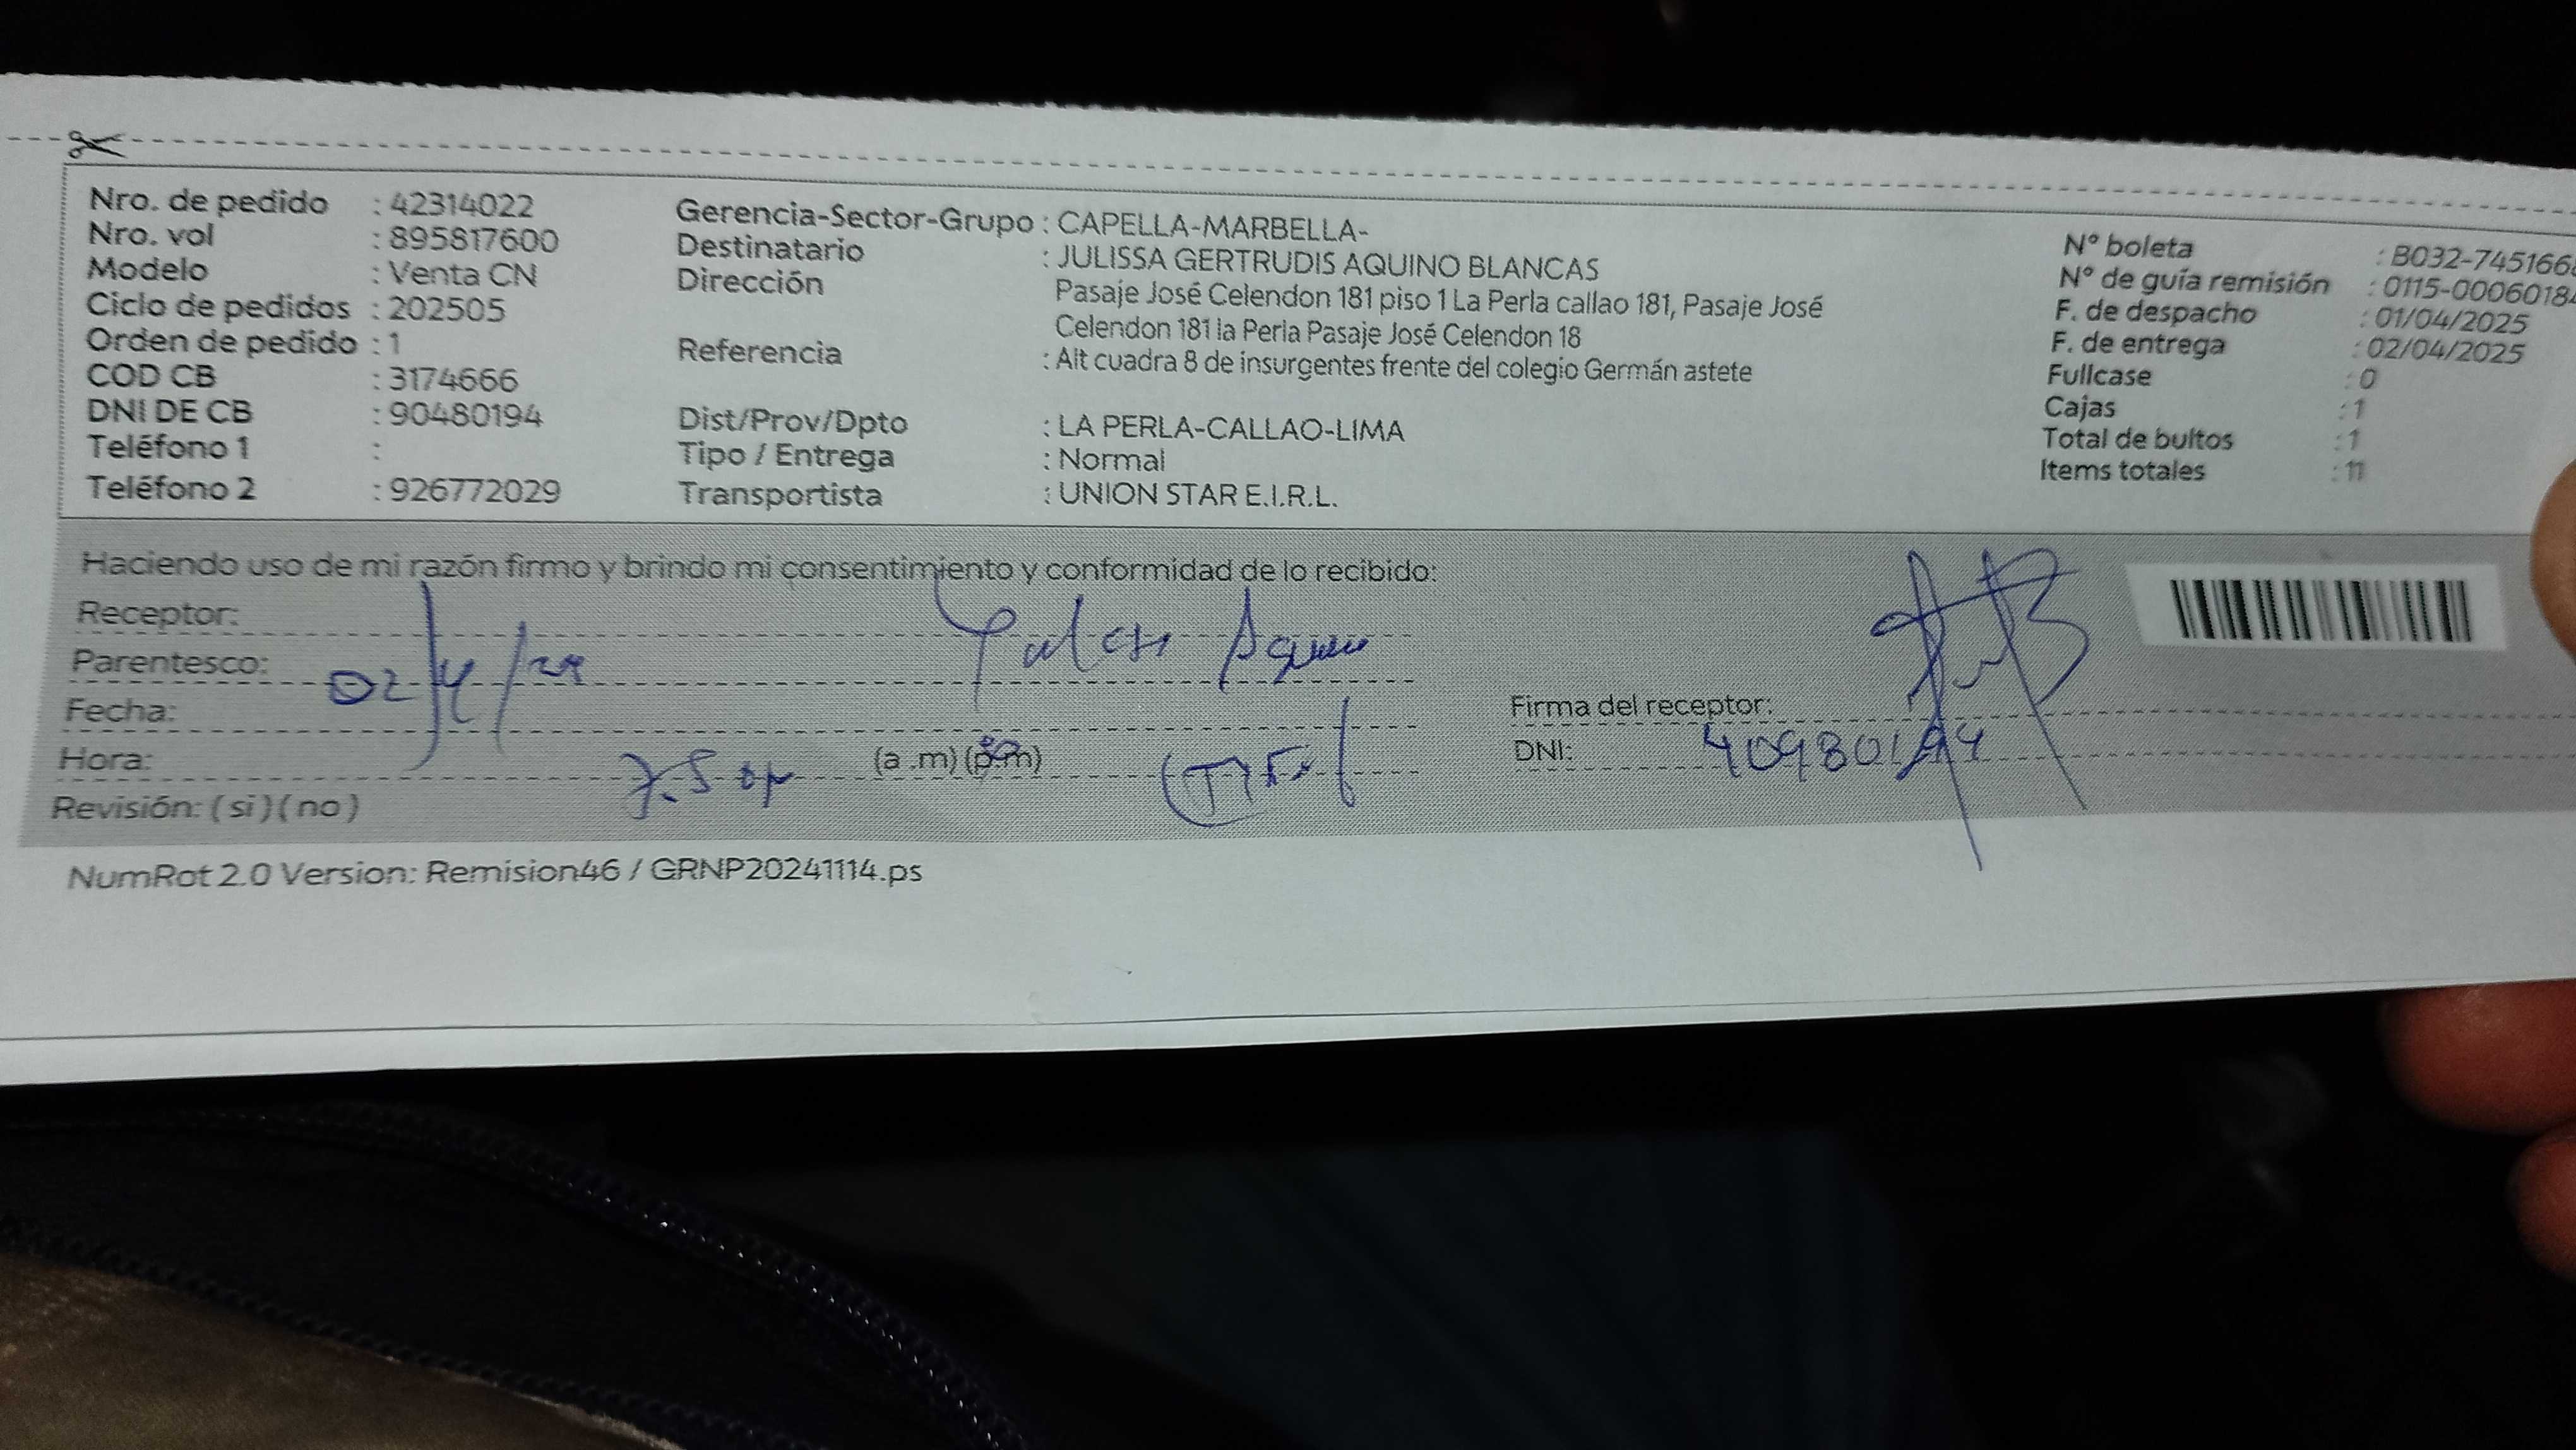 Nro. de pedido : 42314022
Nro. vol : 895817600
Modelo : Venta CN
Ciclo de pedidos : 202505
Orden de pedido : 1
COD CB : 3174666
DNI DE CB : 90480194
Teléfono 1 :
Teléfono 2 : 926772029
Gerencia-Sector-Grupo : CAPELLA-MARBELLA-
Destinatario : JULISSA GERTRUDIS AQUINO BLANCAS
Dirección Pasaje José Celendon 181 piso 1 La Perla callao 181, Pasaje José
Celendon 181 la Perla Pasaje José Celendon 18
Referencia : Alt cuadra 8 de insurgentes frente del colegio Germán astete
Dist/Prov/Dpto : LA PERLA-CALLAO-LIMA
Tipo / Entrega : Normal
Transportista : UNION STAR E.I.R.L.
N° boleta : B032-745166
N° de guía remisión : 0115-0006018
F. de despacho : 01/04/2025
F. de entrega : 02/04/2025
Fullcase : 0
Cajas : 1
Total de bultos : 1
Items totales : 11
Haciendo uso de mi razón firmo y brindo mi consentimiento y conformidad de lo recibido:
Receptor:
Parentesco:
Fecha: 02/4/
Hora: (a .m) (p.m)
Revisión: ( si ) ( no )
Firma del receptor:
DNI: 40980194
NumRot 2.0 Version: Remision46 / GRNP20241114.ps